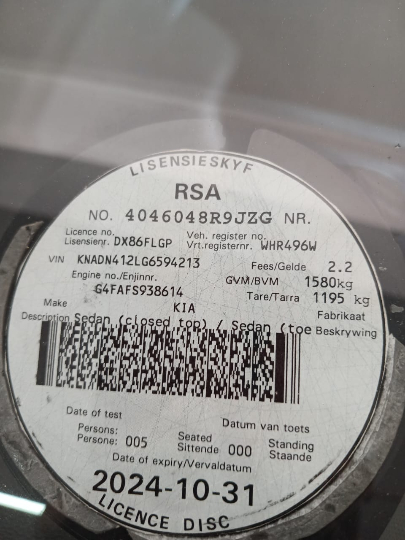 LISENSIESKYF
RSA
NO. 4046048R9JZG NR.
Licence no. Veh. register no.
Lisensienr. DX86FLGP Vrt.registernr. WHR496W
VIN KNADN412LG6594213 Fees/Gelde 2.2
Engine no./Enjinnr. GVM/BVM 1580kg
G4FAFS938614 Tare/Tarra 1195 kg
Make KIA Fabrikaat
Description Sedan (closed top) / Sedan (toe Beskrywing
Date of test Datum van toets
Persons: Seated Standing
Persone: 005 Sittende 000 Staande
Date of expiry/Vervaldatum
2024-10-31
LICENCE DISC